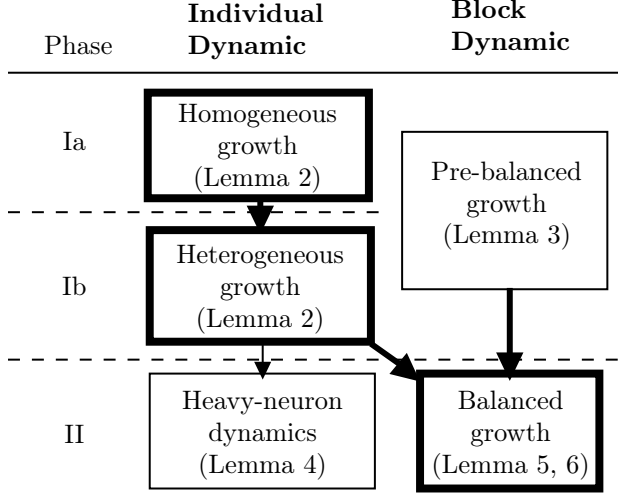 Phase
Individual
Dynamic
Block
Dynamic
Ia
Homogeneous
growth
(Lemma 2)
Pre-balanced
growth
(Lemma 3)
Ib
Heterogeneous
growth
(Lemma 2)
II
Heavy-neuron
dynamics
(Lemma 4)
Balanced
growth
(Lemma 5, 6)